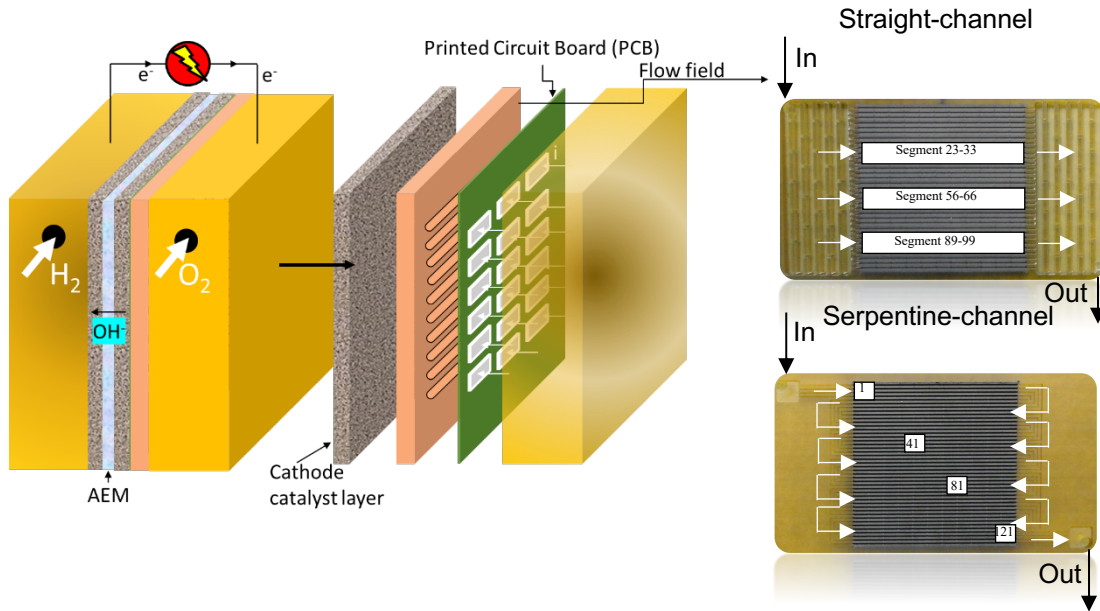 Straight-channel
In
Printed Circuit Board (PCB)
Flow field
e-
e-
i
Segment 23-33
Segment 56-66
Segment 89-99
H2
O2
OH-
Out
In
Serpentine-channel
1
41
81
121
Cathode
catalyst layer
AEM
Out